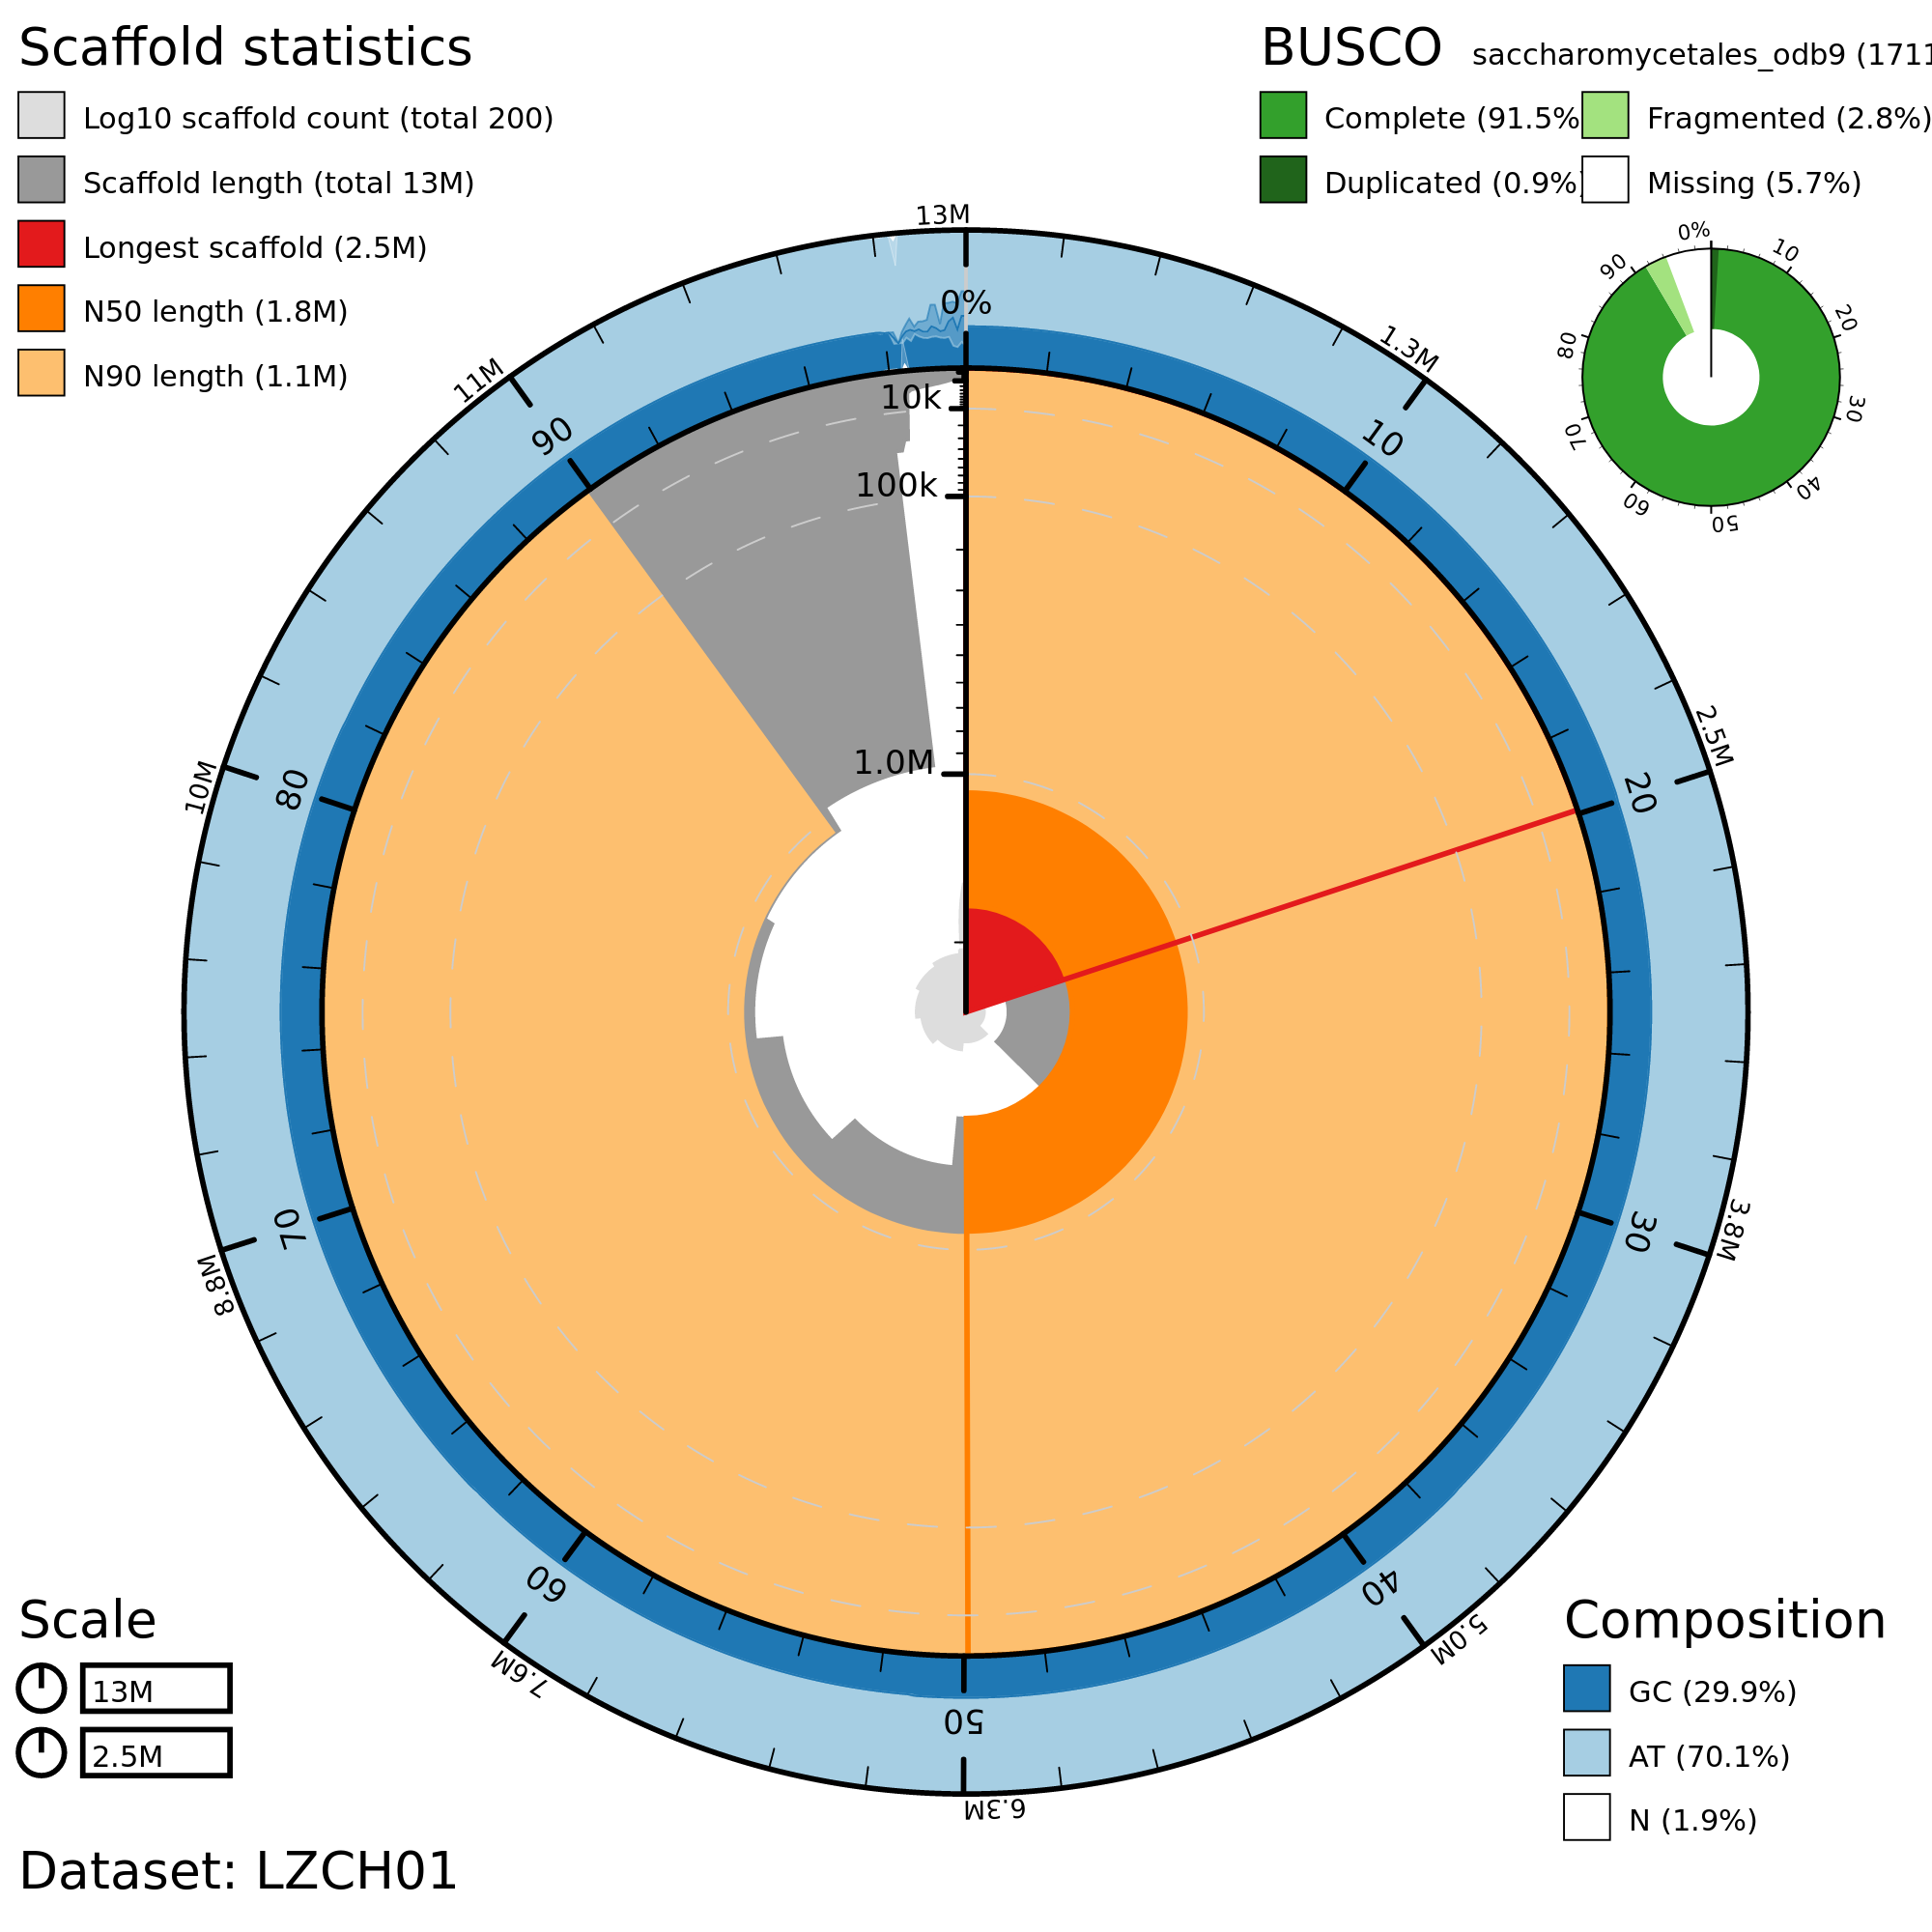 Scaffold statistics
Log10 scaffold count (total 200)
Scaffold length (total 13M)
Longest scaffold (2.5M)
N50 length (1.8M)
N90 length (1.1M)
BUSCO saccharomycetales_odb9 (1711
Complete (91.5%
Fragmented (2.8%)
Duplicated (0.9%)
Missing (5.7%)
0%
10
20
30
40
50
60
70
80
90
13M
1.3M
2.5M
3.8M
5.0M
6.3M
7.6M
8.8M
10M
11M
0%
10
20
30
40
50
60
70
80
90
10k
100k
1.0M
Scale
13M
2.5M
Composition
GC (29.9%)
AT (70.1%)
N (1.9%)
Dataset: LZCH01